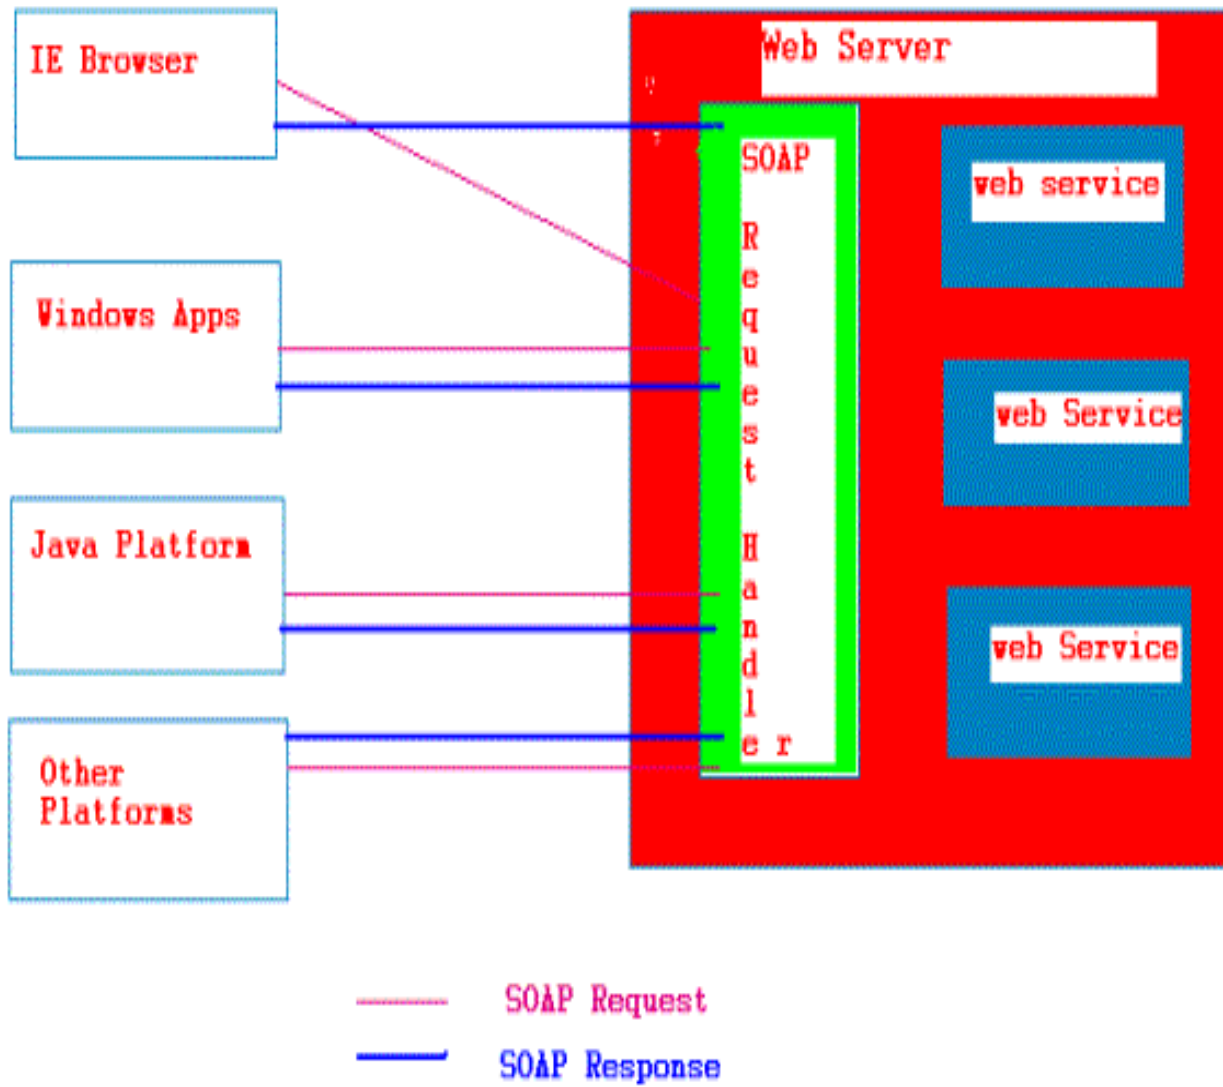 IE Browser
Web Server
SOAP
R
e
q
u
e
s
t
H
a
n
d
l
e r
web service
Windows Apps
web Service
Java Platform
web Service
Other
Platforms
SOAP Request
SOAP Response